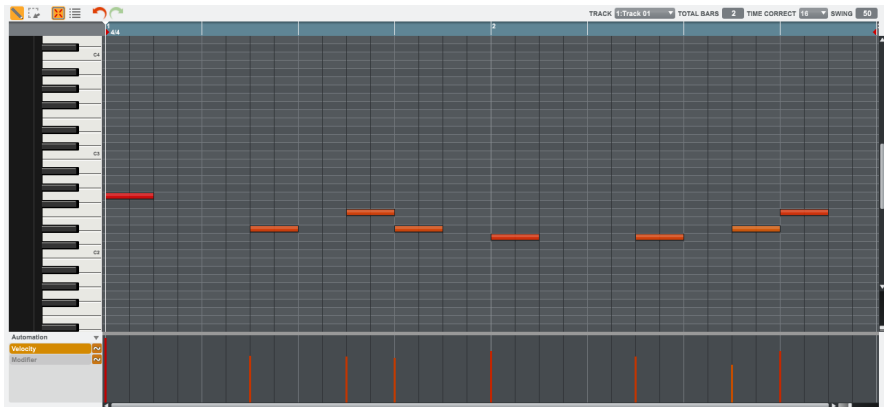 TRACK 1:Track 01 TOTAL BARS 2 TIME CORRECT 16 SWING 50
1 2
4/4
C4
C3
C2
Automation
Velocity
Modifier